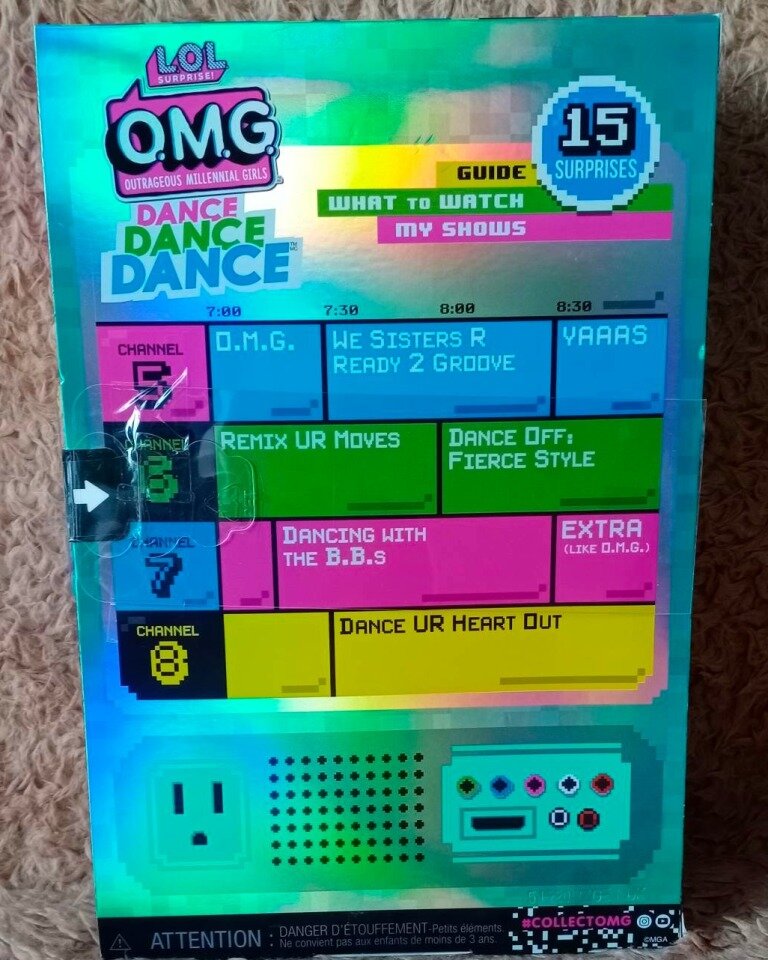 LOL
SURPRISE!
O.M.G.
OUTRAGEOUS MILLENNIAL GIRLS
DANCE
DANCE
DANCE
15
SURPRISES
GUIDE
WHAT TO WATCH
MY SHOWS
7:00 7:30 8:00 8:30
CHANNEL
5
O.M.G.
WE SISTERS R
READY 2 GROOVE
YAAAS
CHANNEL
6
REMIX UR MOVES
DANCE OFF:
FIERCE STYLE
CHANNEL
7
DANCING WITH
THE B.B.S
EXTRA
(LIKE O.M.G.)
CHANNEL
8
DANCE UR HEART OUT
#COLLECTOMG
©MGA
ATTENTION : DANGER D'ÉTOUFFEMENT-Petits éléments
Ne convient pas aux enfants de moins de 3 ans.